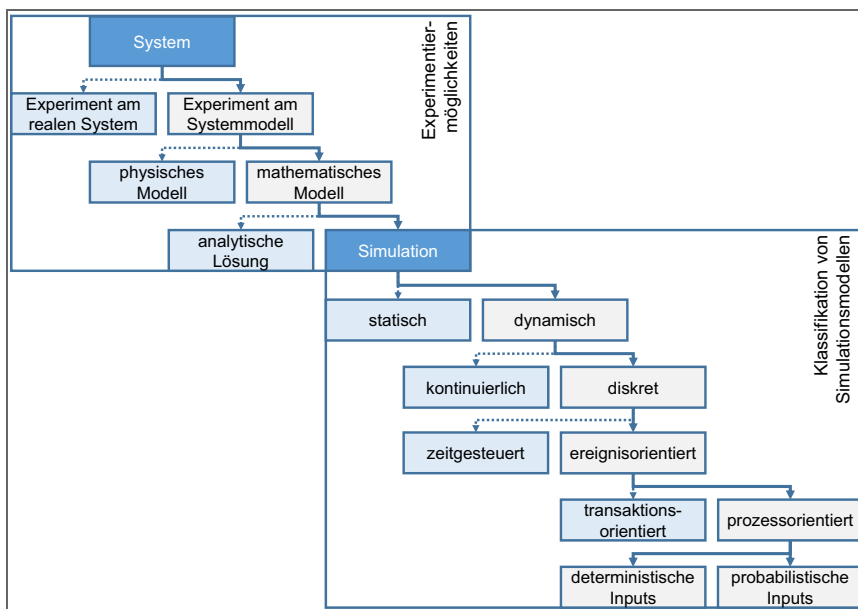 System
Experimentier-
möglichkeiten
Experiment am
realen System
Experiment am
Systemmodell
physisches
Modell
mathematisches
Modell
analytische
Lösung
Simulation
Klassifikation von
Simulationsmodellen
statisch
dynamisch
kontinuierlich
diskret
zeitgesteuert
ereignisorientiert
transaktions-
orientiert
prozessorientiert
deterministische
Inputs
probabilistische
Inputs